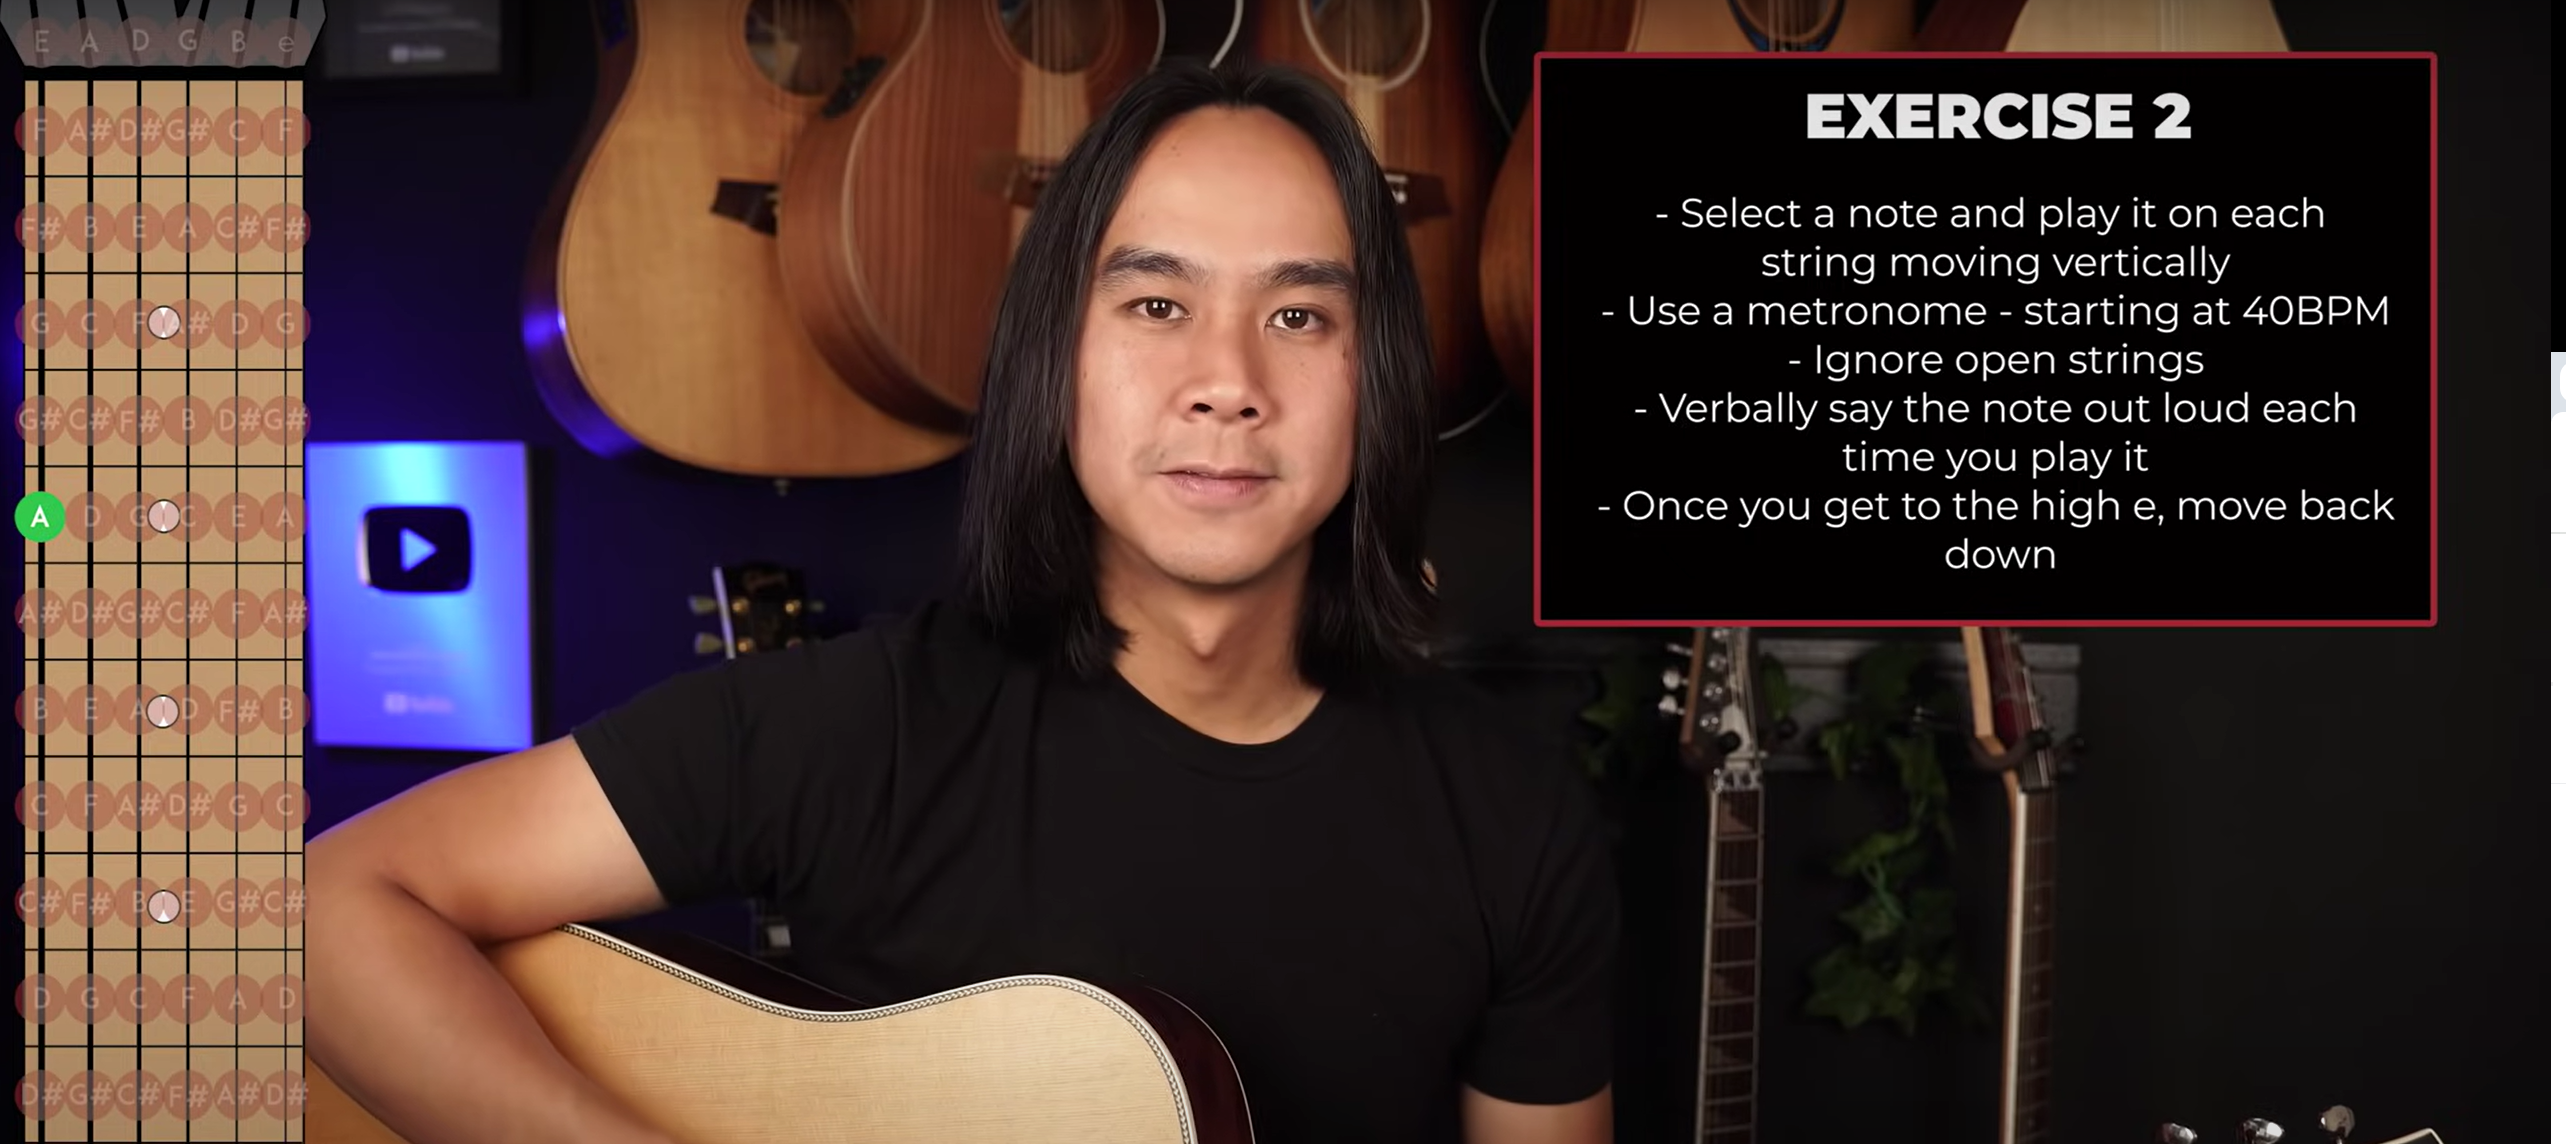 E A D G B e
F A# D# G# C F
F# B E A C# F#
G C F A# D G
G# C# F# B D# G#
A D G C E A
A# D# G# C# F A#
B E A D F# B
C F A# D# G C
C# F# B E G# C#
D G C F A D
D# G# C# F# A# D#
EXERCISE 2
- Select a note and play it on each
string moving vertically
- Use a metronome - starting at 40BPM
- Ignore open strings
- Verbally say the note out loud each
time you play it
- Once you get to the high e, move back
down
Gibson